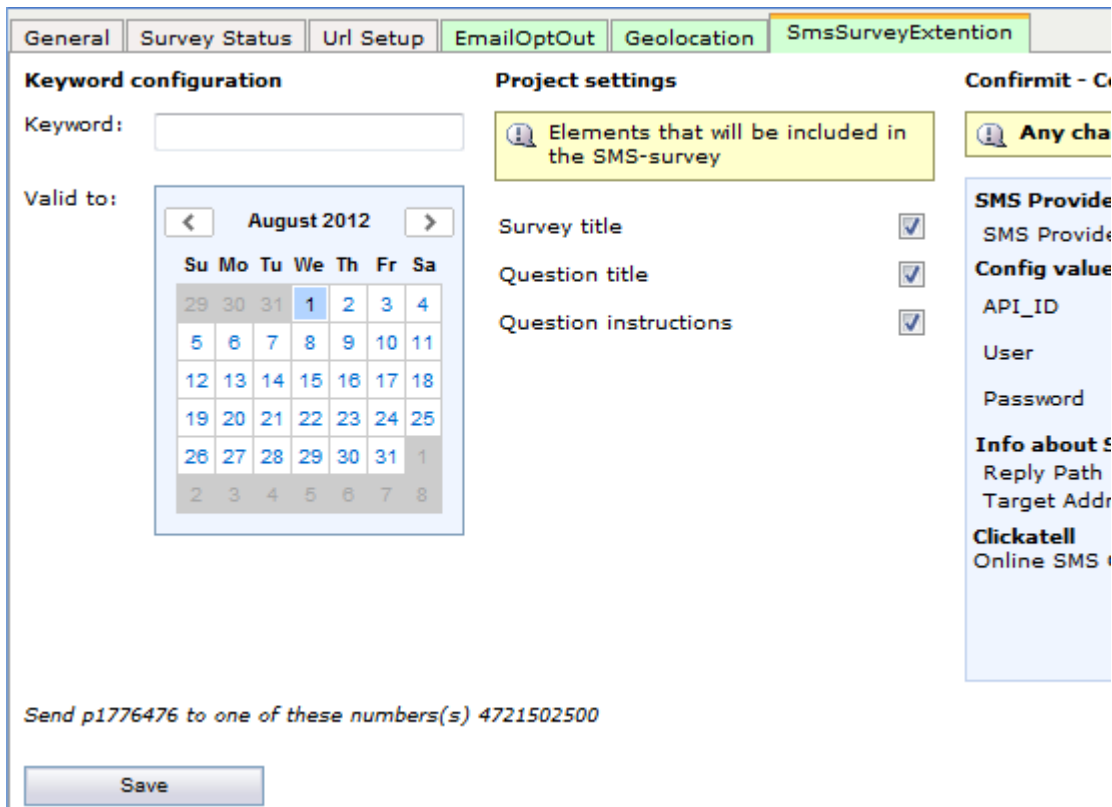 General Survey Status Url Setup EmailOptOut Geolocation SmsSurveyExtention
Keyword configuration
Keyword:
Valid to:
August 2012
Su Mo Tu We Th Fr Sa
29 30 31 1 2 3 4
5 6 7 8 9 10 11
12 13 14 15 16 17 18
19 20 21 22 23 24 25
26 27 28 29 30 31 1
2 3 4 5 6 7 8
Project settings
Elements that will be included in
the SMS-survey
Survey title
Question title
Question instructions
Confirmit - C
Any cha
SMS Provide
SMS Provide
Config value
API_ID
User
Password
Info about S
Reply Path
Target Addr
Clickatell
Online SMS
Send p1776476 to one of these numbers(s) 4721502500
Save